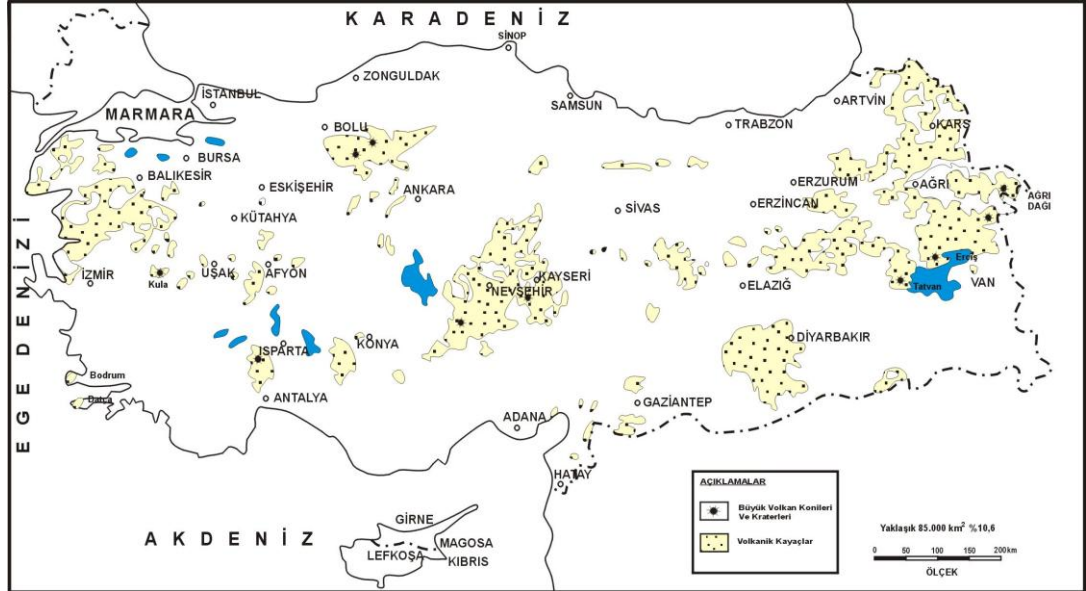 KARADENİZ
SİNOP
ZONGULDAK
İSTANBUL
SAMSUN
ARTVİN
MARMARA
BOLU
TRABZON
KARS
BURSA
BALIKESİR
ESKİŞEHİR
ANKARA
ERZURUM
AĞRI
AĞRI
DAĞI
KÜTAHYA
SİVAS
ERZİNCAN
EGE DENİZİ
İZMİR
Kula
UŞAK
AFYON
KAYSERİ
NEVŞEHİR
ELAZIĞ
Erciş
VAN
Tatvan
ISPARTA
KONYA
DİYARBAKIR
Bodrum
Datça
ANTALYA
GAZİANTEP
ADANA
HATAY
AKDENİZ
GİRNE
LEFKOŞA
MAGOSA
KIBRIS
AÇIKLAMALAR
Büyük Volkan Konileri
Ve Kraterleri
Volkanik Kayaçlar
Yaklaşık 85.000 km² %10,6
0 50 100 150 200 km
ÖLÇEK